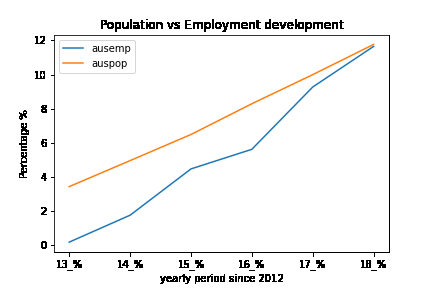 Population vs Employment development
ausemp
auspop
Percentage %
12
10
8
6
4
2
0
13_% 14_% 15_% 16_% 17_% 18_%
yearly period since 2012